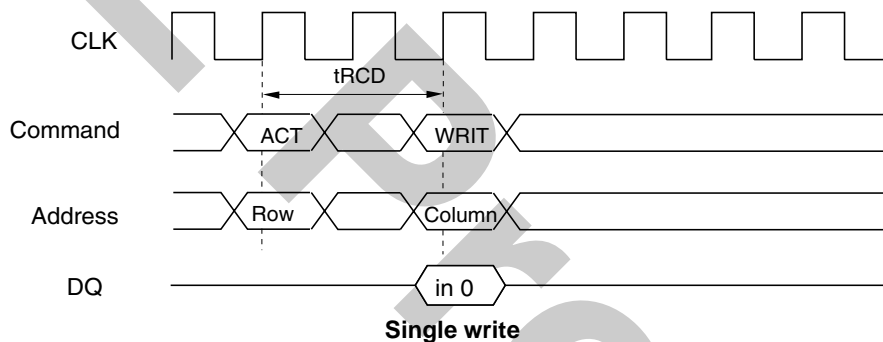 CLK
tRCD
Command ACT WRIT
Address Row Column
DQ in 0
Single write